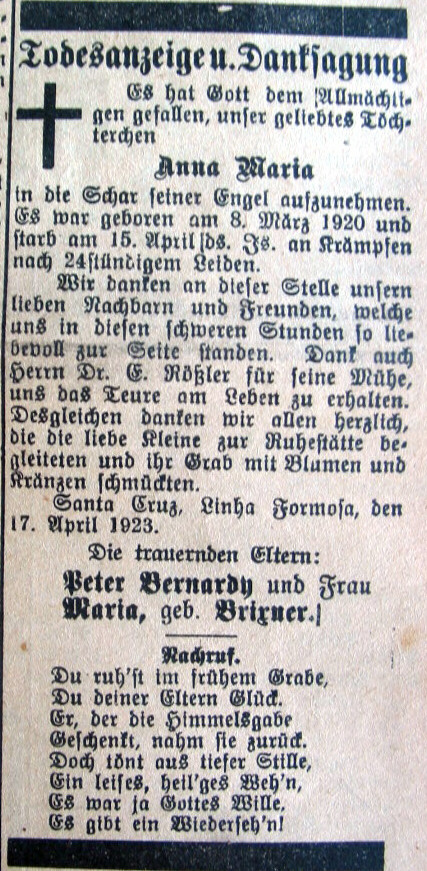 Todesanzeige u. Danksagung
Es hat Gott dem Allmächti-
gen gefallen, unser geliebtes Töch-
terchen
Anna Maria
in die Schar seiner Engel aufzunehmen.
Es war geboren am 8. März 1920 und
starb am 15. April ds. Js. an Krämpfen
nach 24stündigem Leiden.
Wir danken an dieser Stelle unsern
lieben Nachbarn und Freunden, welche
uns in diesen schweren Stunden so lie-
bevoll zur Seite standen. Dank auch
Herrn Dr. E. Rößler für seine Mühe,
uns das Teure am Leben zu erhalten.
Desgleichen danken wir allen herzlich,
die die liebe Kleine zur Ruhestätte be-
gleiteten und ihr Grab mit Blumen und
Kränzen schmückten.
Santa Cruz, Linha Formosa, den
17. April 1923.
Die trauernden Eltern:
Peter Bernardy und Frau
Maria, geb. Brixner.
Nachruf.
Du ruh'st im frühem Grabe,
Du deiner Eltern Glück.
Er, der die Himmelsgabe
Geschenkt, nahm sie zurück.
Doch tönt aus tiefer Stille,
Ein leises, heil'ges Weh'n,
Es war ja Gottes Wille,
Es gibt ein Wiederseh'n!